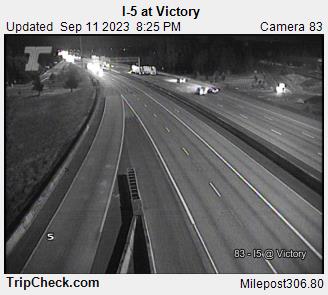 I-5 at Victory
Updated Sep 11 2023 8:25 PM Camera 83
S
83 - I5 @ Victory
TripCheck.com Milepost306.80